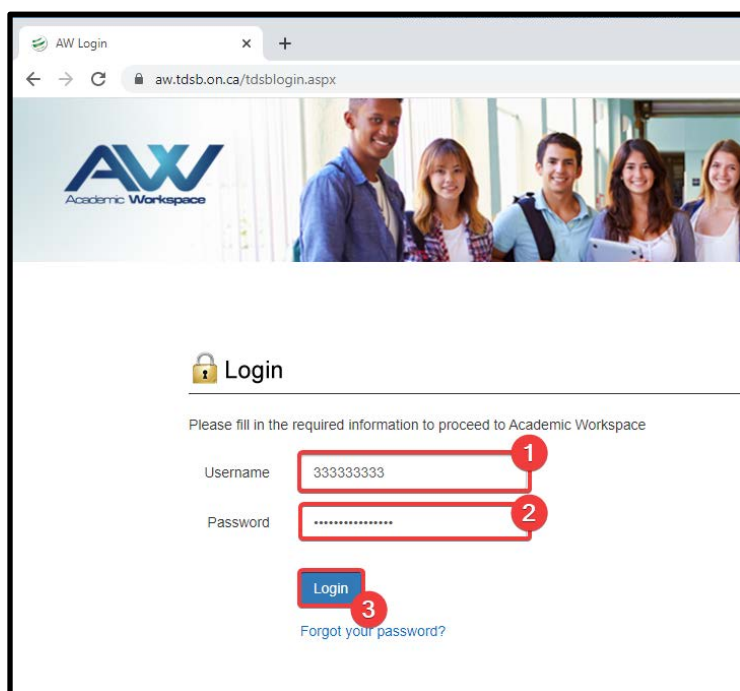 AW Login
aw.tdsb.on.ca/tdsblogin.aspx
AW
Academic Workspace
Login
Please fill in the required information to proceed to Academic Workspace
1
Username 333333333
2
Password ••••••••••••••••
Login
3
Forgot your password?